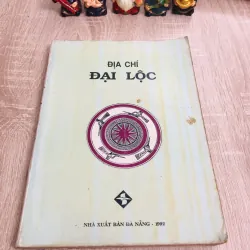 ĐỊA CHÍ
ĐẠI LỘC
NHÀ XUẤT BẢN ĐÀ NẴNG - 1992